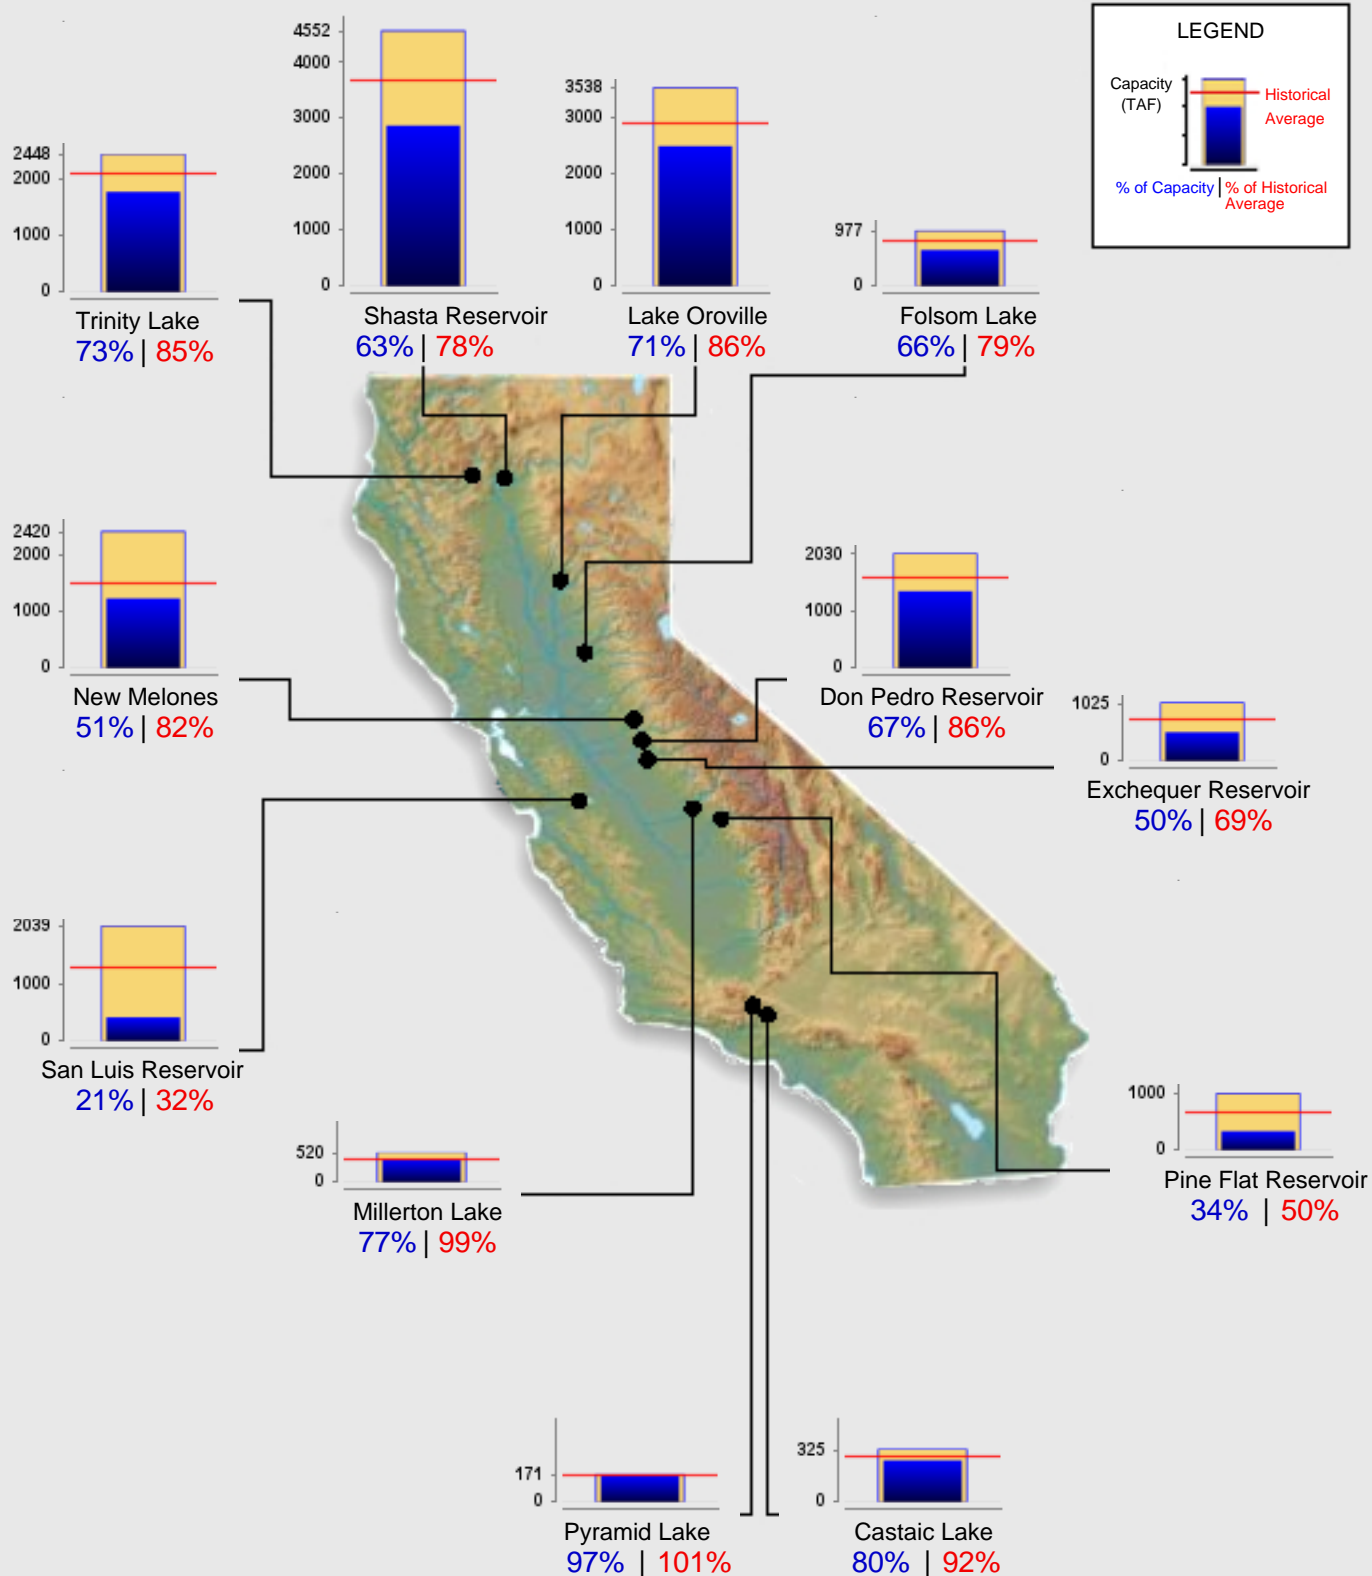 LEGEND
Capacity
(TAF)
Historical
Average
% of Capacity | % of Historical
Average
4552
4000
3000
2000
1000
0
Shasta Reservoir
63% | 78%
3538
3000
2000
1000
0
Lake Oroville
71% | 86%
2448
2000
1000
0
Trinity Lake
73% | 85%
977
0
Folsom Lake
66% | 79%
2420
2000
1000
0
New Melones
51% | 82%
2030
1000
0
Don Pedro Reservoir
67% | 86%
1025
0
Exchequer Reservoir
50% | 69%
2039
1000
0
San Luis Reservoir
21% | 32%
520
0
Millerton Lake
77% | 99%
1000
0
Pine Flat Reservoir
34% | 50%
171
0
Pyramid Lake
97% | 101%
325
0
Castaic Lake
80% | 92%